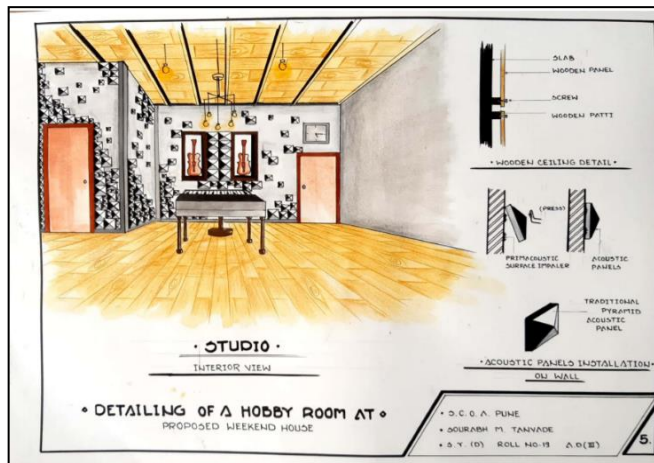 SLAB
WOODEN PANEL
SCREW
WOODEN PATTI
• WOODEN CEILING DETAIL •
(PRESS)
PRIMACOUSTIC
SURFACE IMPALER
ACOUSTIC
PANELS
TRADITIONAL
PYRAMID
ACOUSTIC
PANEL
• ACOUSTIC PANELS INSTALLATION
ON WALL
• STUDIO •
INTERIOR VIEW
• DETAILING OF A HOBBY ROOM AT •
PROPOSED WEEKEND HOUSE
• S.C.O.A. PUNE
• SOURABH M. TANVADE
• S.Y. (D) ROLL NO-19 A.D(III)
5.